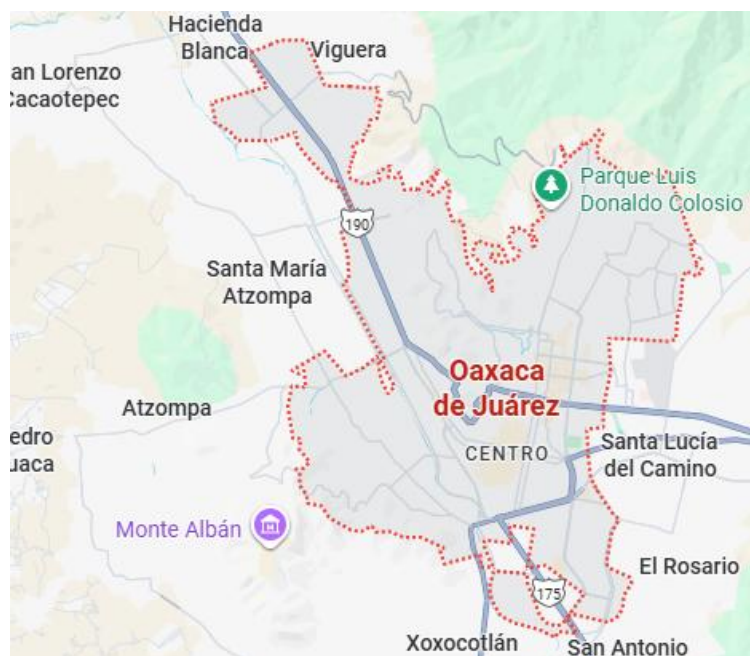 Hacienda
Blanca
Viguera
an Lorenzo
Cacaotepec
Parque Luis
Donaldo Colosio
190
Santa María
Atzompa
Oaxaca
de Juárez
Atzompa
CENTRO
Santa Lucía
del Camino
edro
uaca
Monte Albán
El Rosario
175
Xoxocotlán
San Antonio